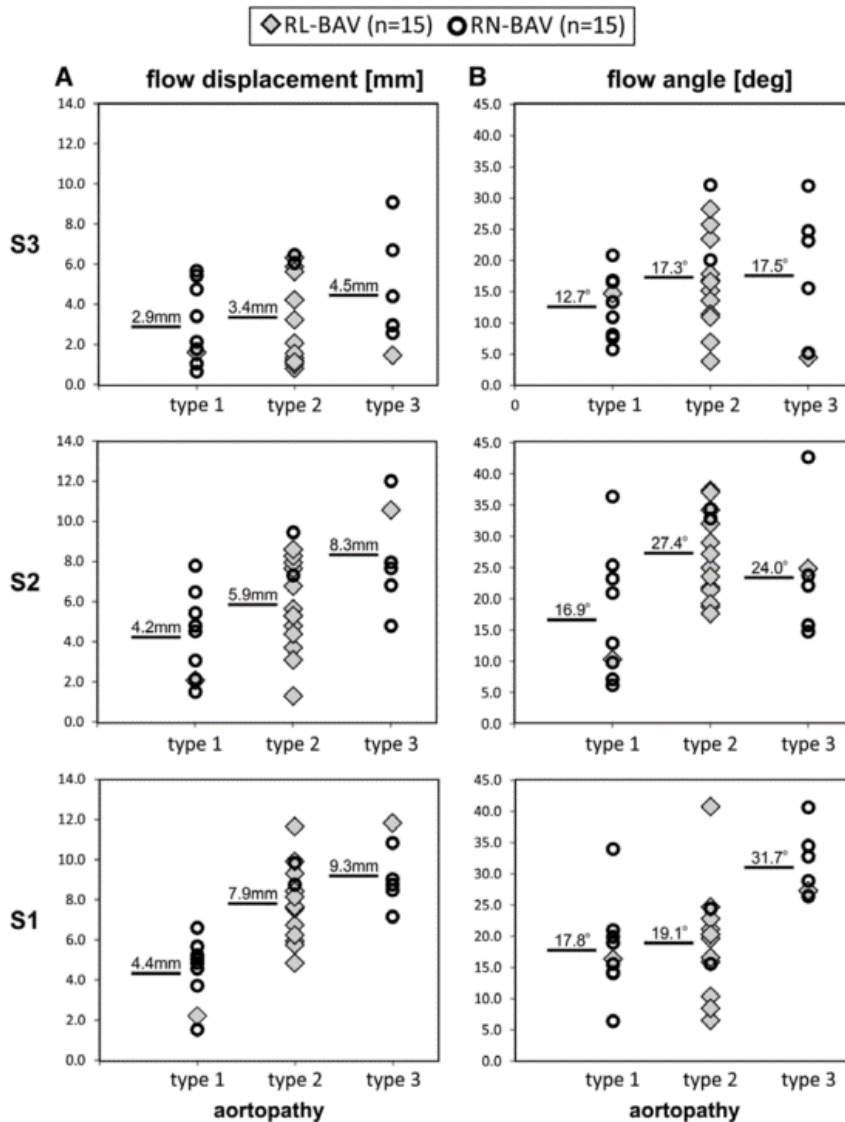 RL-BAV (n=15) RN-BAV (n=15)
A flow displacement [mm] B flow angle [deg]
S3
14.0
12.0
10.0
8.0
6.0
4.0
2.0
0.0
2.9mm
3.4mm
4.5mm
type 1 type 2 type 3
45.0
40.0
35.0
30.0
25.0
20.0
15.0
10.0
5.0
0.0
12.7°
17.3°
17.5°
0 type 1 type 2 type 3
S2
14.0
12.0
10.0
8.0
6.0
4.0
2.0
0.0
4.2mm
5.9mm
8.3mm
type 1 type 2 type 3
45.0
40.0
35.0
30.0
25.0
20.0
15.0
10.0
5.0
0.0
16.9°
27.4°
24.0°
type 1 type 2 type 3
S1
14.0
12.0
10.0
8.0
6.0
4.0
2.0
0.0
4.4mm
7.9mm
9.3mm
type 1 type 2 type 3
aortopathy
45.0
40.0
35.0
30.0
25.0
20.0
15.0
10.0
5.0
0.0
17.8°
19.1°
31.7°
type 1 type 2 type 3
aortopathy